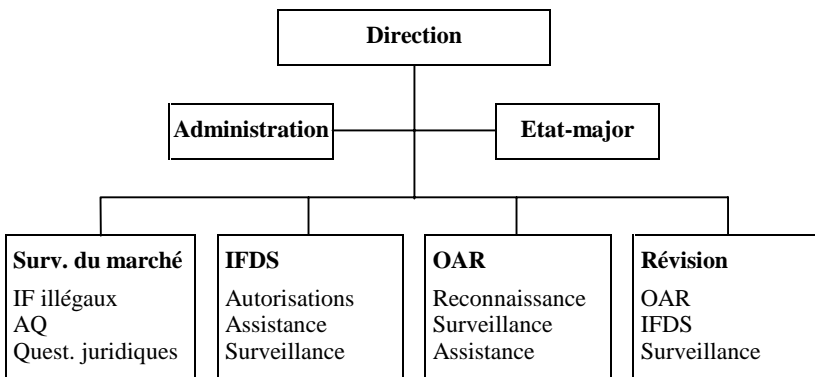 Direction
Administration
Etat-major
Surv. du marché
IF illégaux
AQ
Quest. juridiques
IFDS
Autorisations
Assistance
Surveillance
OAR
Reconnaissance
Surveillance
Assistance
Révision
OAR
IFDS
Surveillance